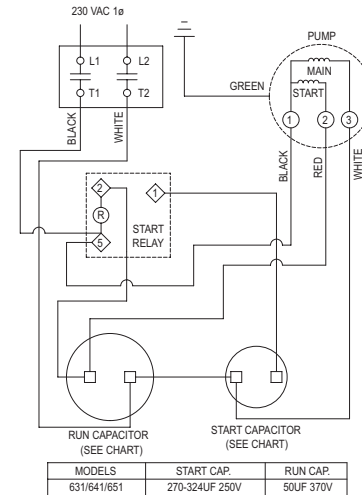 230 VAC 1ø
L1
L2
T1
T2
BLACK
WHITE
GREEN
PUMP
MAIN
START
1
2
3
BLACK
RED
WHITE
2
1
R
5
START
RELAY
RUN CAPACITOR
(SEE CHART)
START CAPACITOR
(SEE CHART)
MODELS START CAP. RUN CAP.
631/641/651 270-324UF 250V 50UF 370V